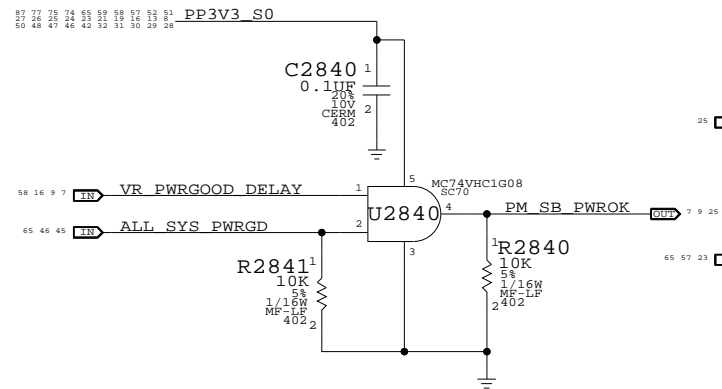 87 77 75 74 65 59 58 57 52 51
27 26 25 24 23 21 19 16 13 8
50 48 47 46 42 32 31 30 29 28
PP3V3_S0
C2840
1
0.1UF
20%
10V
CERM
402
2
25
5
MC74VHC1G08
SC70
58 16 9 7
IN
VR_PWRGOOD_DELAY
1
U2840
4
PM_SB_PWROK
OUT
7 9 25
65 46 45
IN
ALL_SYS_PWRGD
2
3
R2841
1
10K
5%
1/16W
MF-LF
402
2
R2840
1
10K
5%
1/16W
MF-LF
402
2
65 57 23